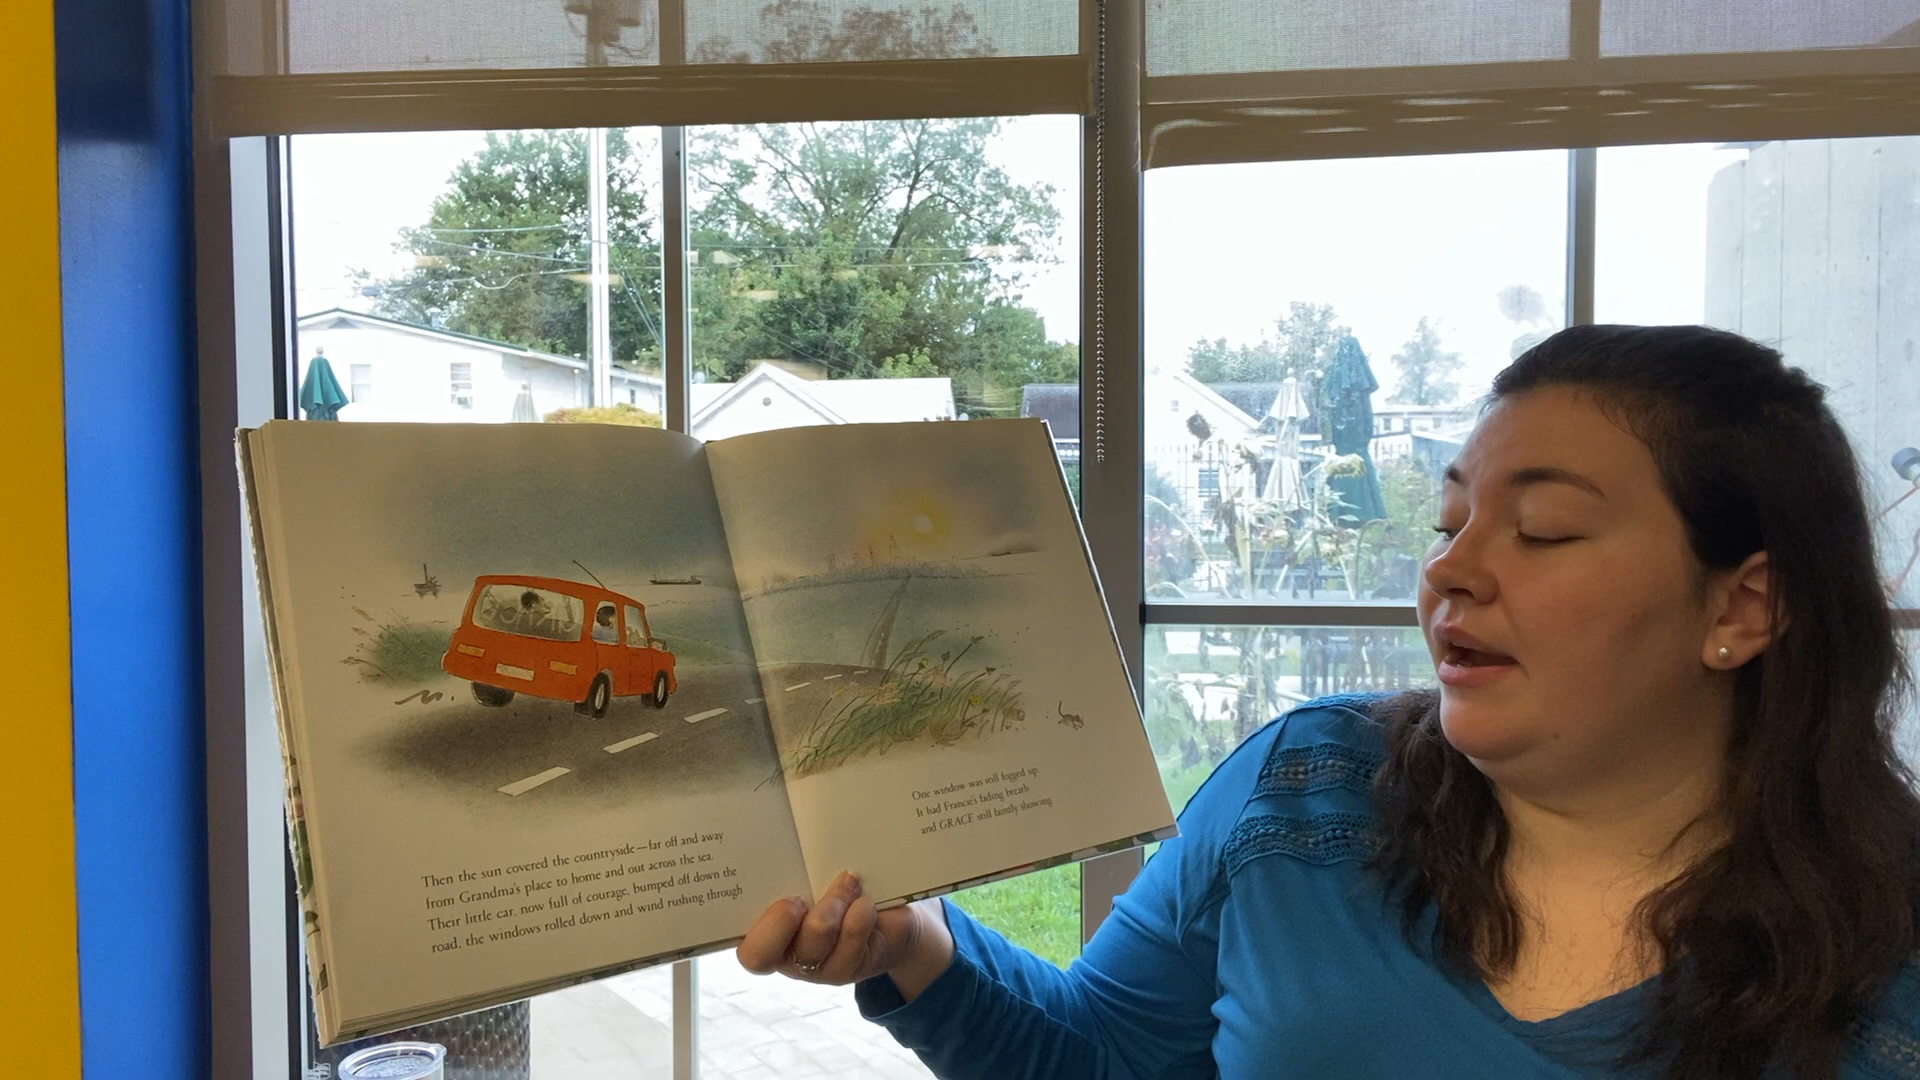 Then the sun covered the countryside—far off and away
from Grandma's place to home and out across the sea.
Their little car, now full of courage, bumped off down the
road, the windows rolled down and wind rushing through.
One window was still fogged up.
It had Francie's fading breath
and GRACE still faintly showing.